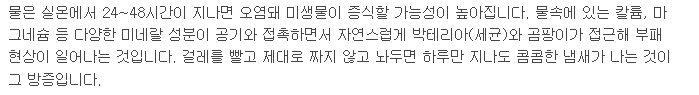 물은 실온에서 24~48시간이 지나면 오염돼 미생물이 증식할 가능성이 높아집니다. 물속에 있는 칼륨, 마
그네슘 등 다양한 미네랄 성분이 공기와 접촉하면서 자연스럽게 박테리아(세균)와 곰팡이가 접근해 부패
현상이 일어나는 것입니다. 걸레를 빨고 제대로 짜지 않고 놔두면 하루만 지나도 콤콤한 냄새가 나는 것이
그 방증입니다.